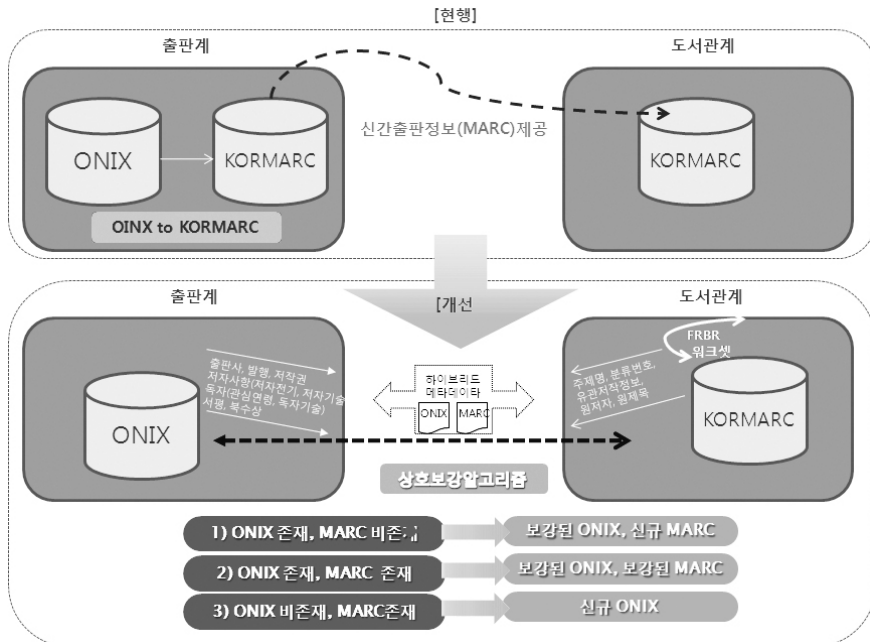 [현행]
출판계
도서관계
ONIX
KORMARC
신간출판정보(MARC)제공
KORMARC
OINX to KORMARC
출판계
[개선
도서관계
출판사, 발행, 저작권
저자사항(저자전기, 저자기술
독자(관심연령, 독자기술)
서평, 북수상
ONIX
하이브리드
메타데이타
ONIX
MARC
FRBR
워크셋
주제명, 분류번호,
유관저작정보,
원저자, 원제목
KORMARC
상호보강알고리즘
1) ONIX 존재, MARC 비존재
보강된 ONIX, 신규 MARC
2) ONIX 존재, MARC 존재
보강된 ONIX, 보강된 MARC
3) ONIX 비존재, MARC존재
신규 ONIX